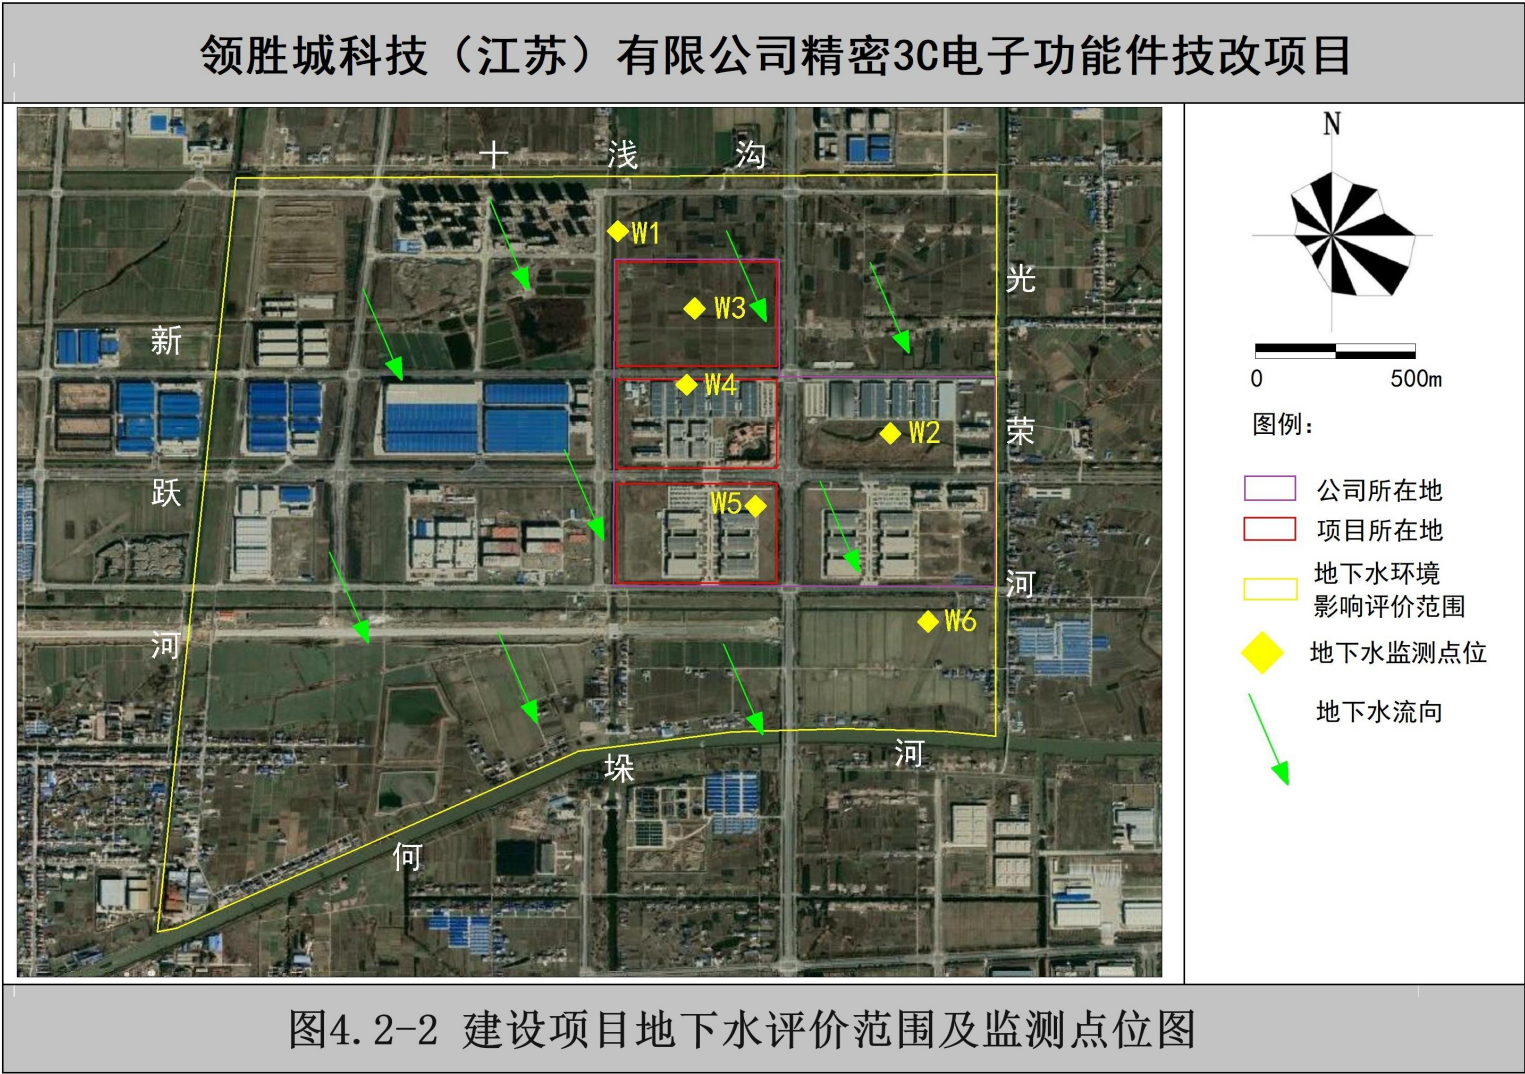 领胜城科技（江苏）有限公司精密3C电子功能件技改项目
十 浅 沟
W1
W3
W4
W2
W5
W6
新
跃
河
光
荣
河
何 垛 河
N
0 500m
图例：
公司所在地
项目所在地
地下水环境
影响评价范围
地下水监测点位
地下水流向
图4.2-2 建设项目地下水评价范围及监测点位图